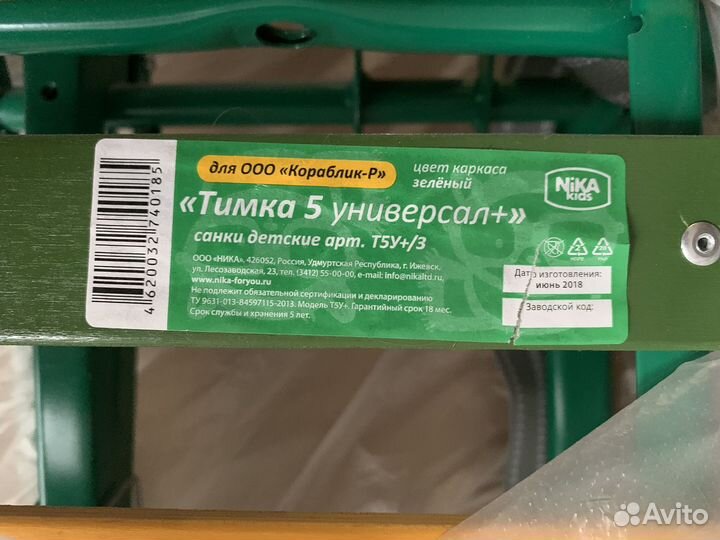 для ООО «Кораблик-Р»
цвет каркаса
зелёный
NiKA
kids
«Тимка 5 универсал+»
санки детские арт. Т5У+/З
ООО «НИКА». 426052, Россия, Удмуртская Республика, г. Ижевск,
ул. Лесозаводская, 23, тел. (3412) 55-00-00, e-mail: info@nikaltd.ru,
www.nika-foryou.ru
Не подлежит обязательной сертификации и декларированию
ТУ 9631-013-84597115-2013. Модель Т5У+. Гарантийный срок 18 мес.
Срок службы и хранения 5 лет.
Дата изготовления:
июнь 2018
Заводской код:
4620032740185
Avito